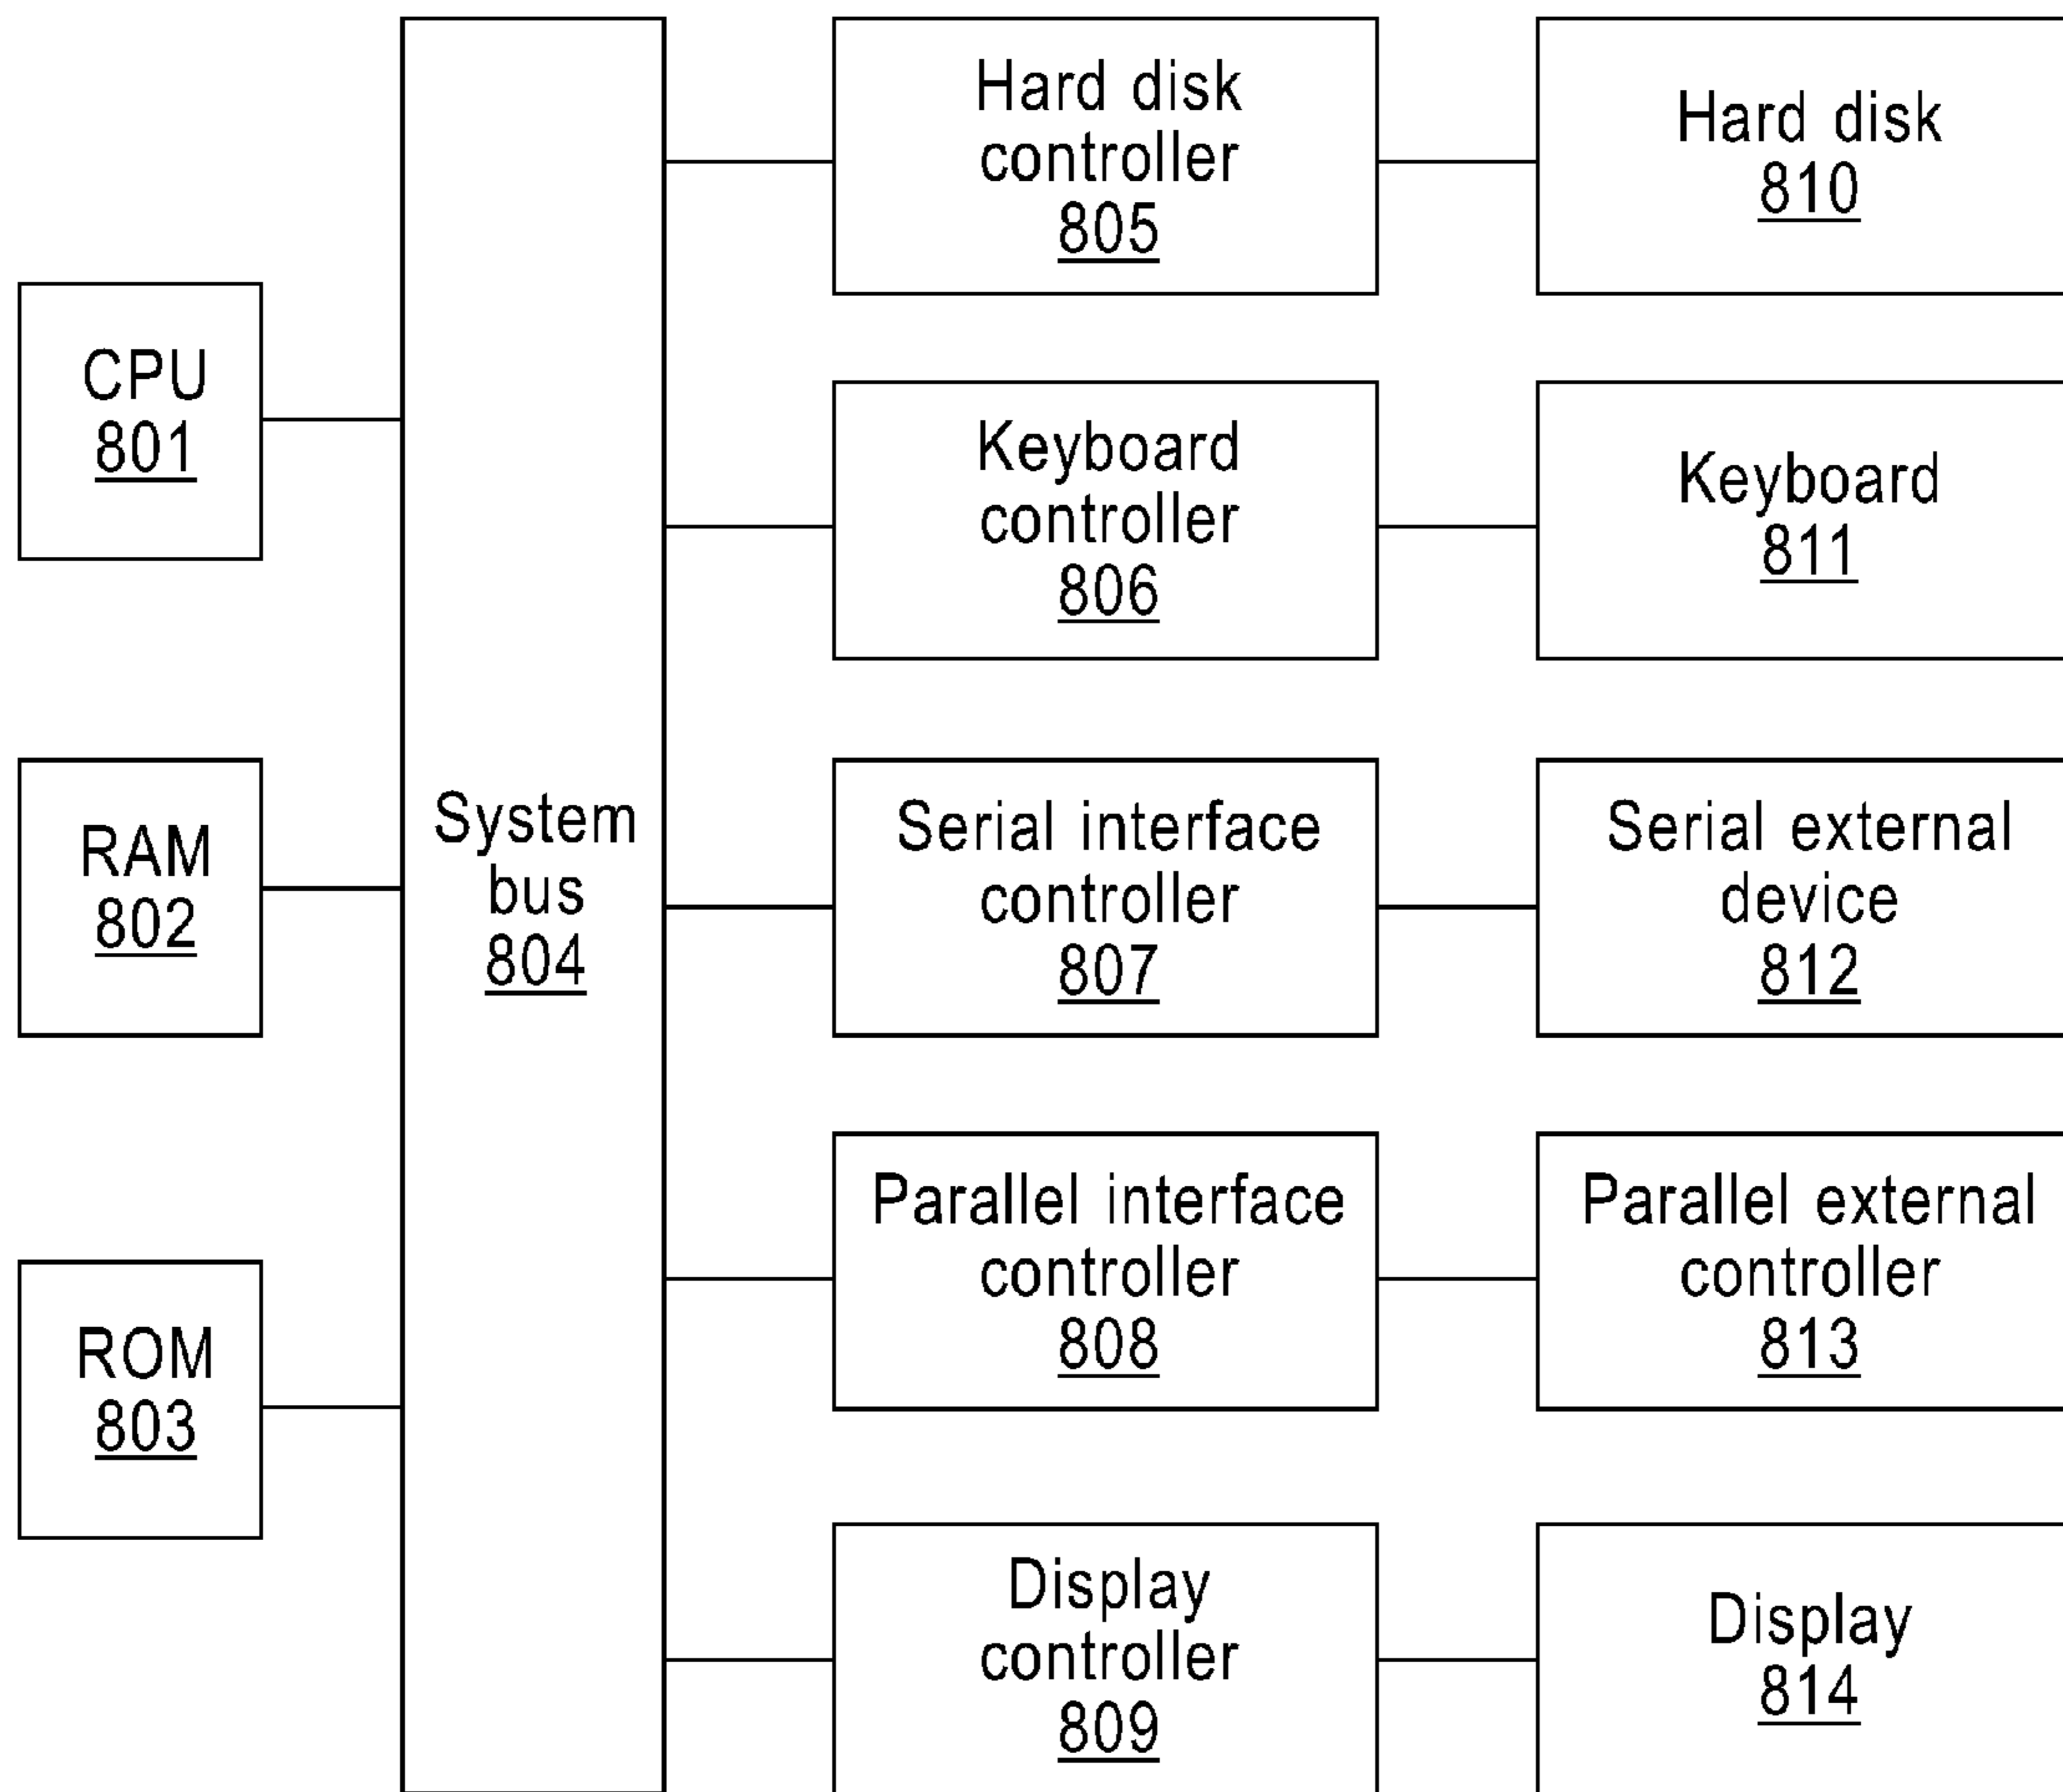 CPU
801
RAM
802
ROM
803
System
bus
804
Hard disk
controller
805
Hard disk
810
Keyboard
controller
806
Keyboard
811
Serial interface
controller
807
Serial external
device
812
Parallel interface
controller
808
Parallel external
controller
813
Display
controller
809
Display
814